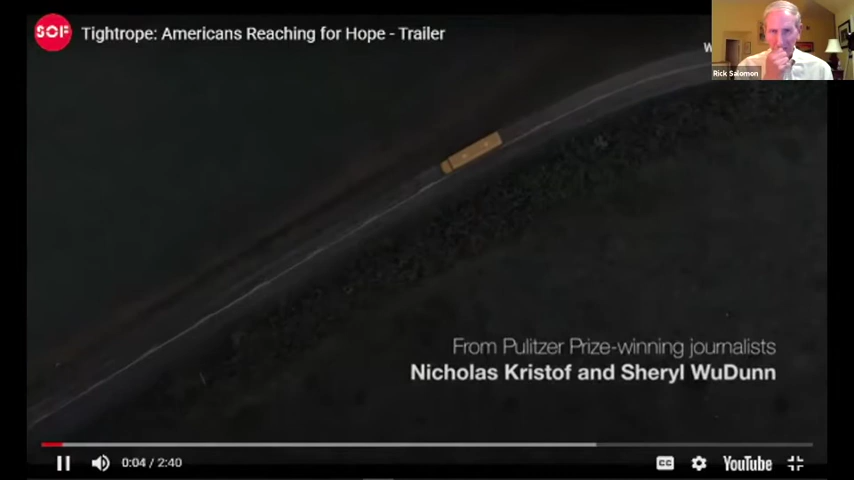 SOF
Tightrope: Americans Reaching for Hope - Trailer
W
Rick Salomon
From Pulitzer Prize-winning journalists
Nicholas Kristof and Sheryl WuDunn
0:04 / 2:40
CC
YouTube